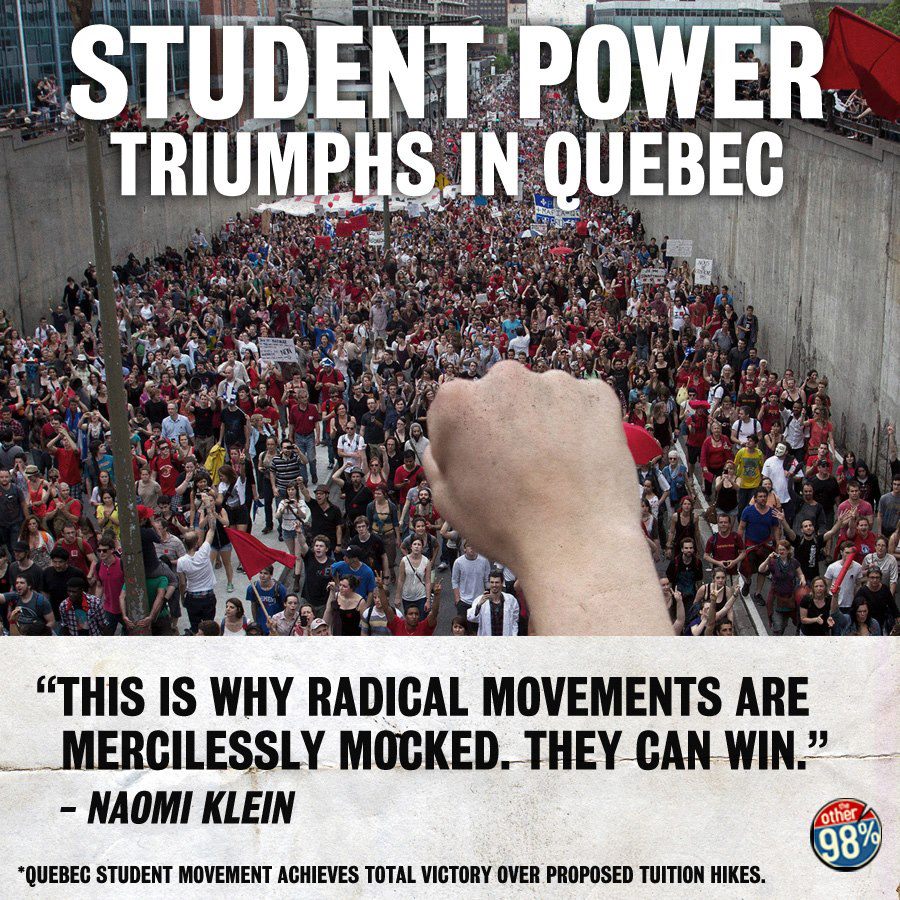 STUDENT POWER
TRIUMPHS IN QUEBEC
“THIS IS WHY RADICAL MOVEMENTS ARE
MERCILESSLY MOCKED. THEY CAN WIN.”
– NAOMI KLEIN
the
other
98%
*QUEBEC STUDENT MOVEMENT ACHIEVES TOTAL VICTORY OVER PROPOSED TUITION HIKES.